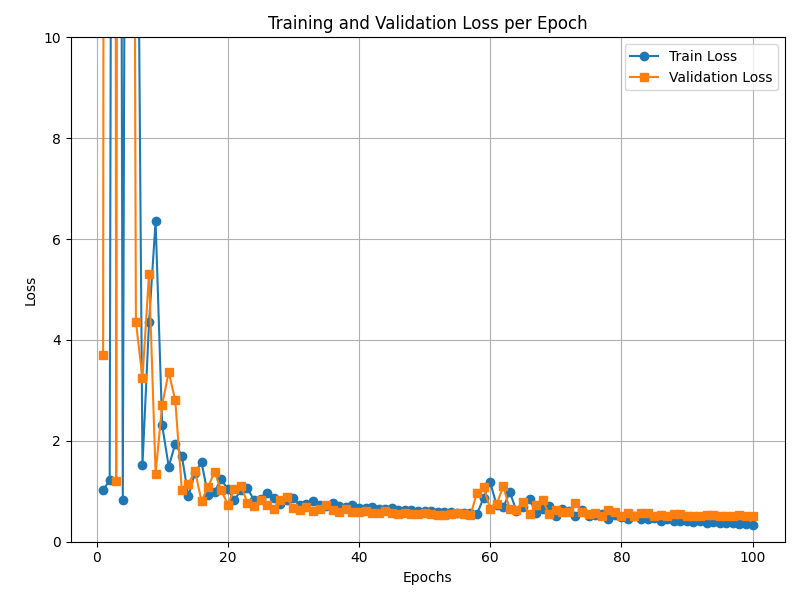 Training and Validation Loss per Epoch
Train Loss
Validation Loss
10
8
6
4
2
0
Loss
0 20 40 60 80 100
Epochs